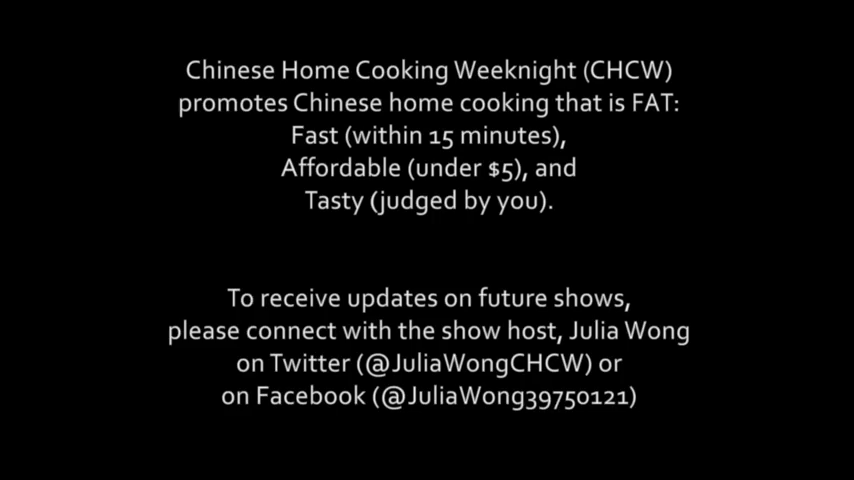 Chinese Home Cooking Weeknight (CHCW)
promotes Chinese home cooking that is FAT:
Fast (within 15 minutes),
Affordable (under $5), and
Tasty (judged by you).
To receive updates on future shows,
please connect with the show host, Julia Wong
on Twitter (@JuliaWongCHCW) or
on Facebook (@JuliaWong39750121)